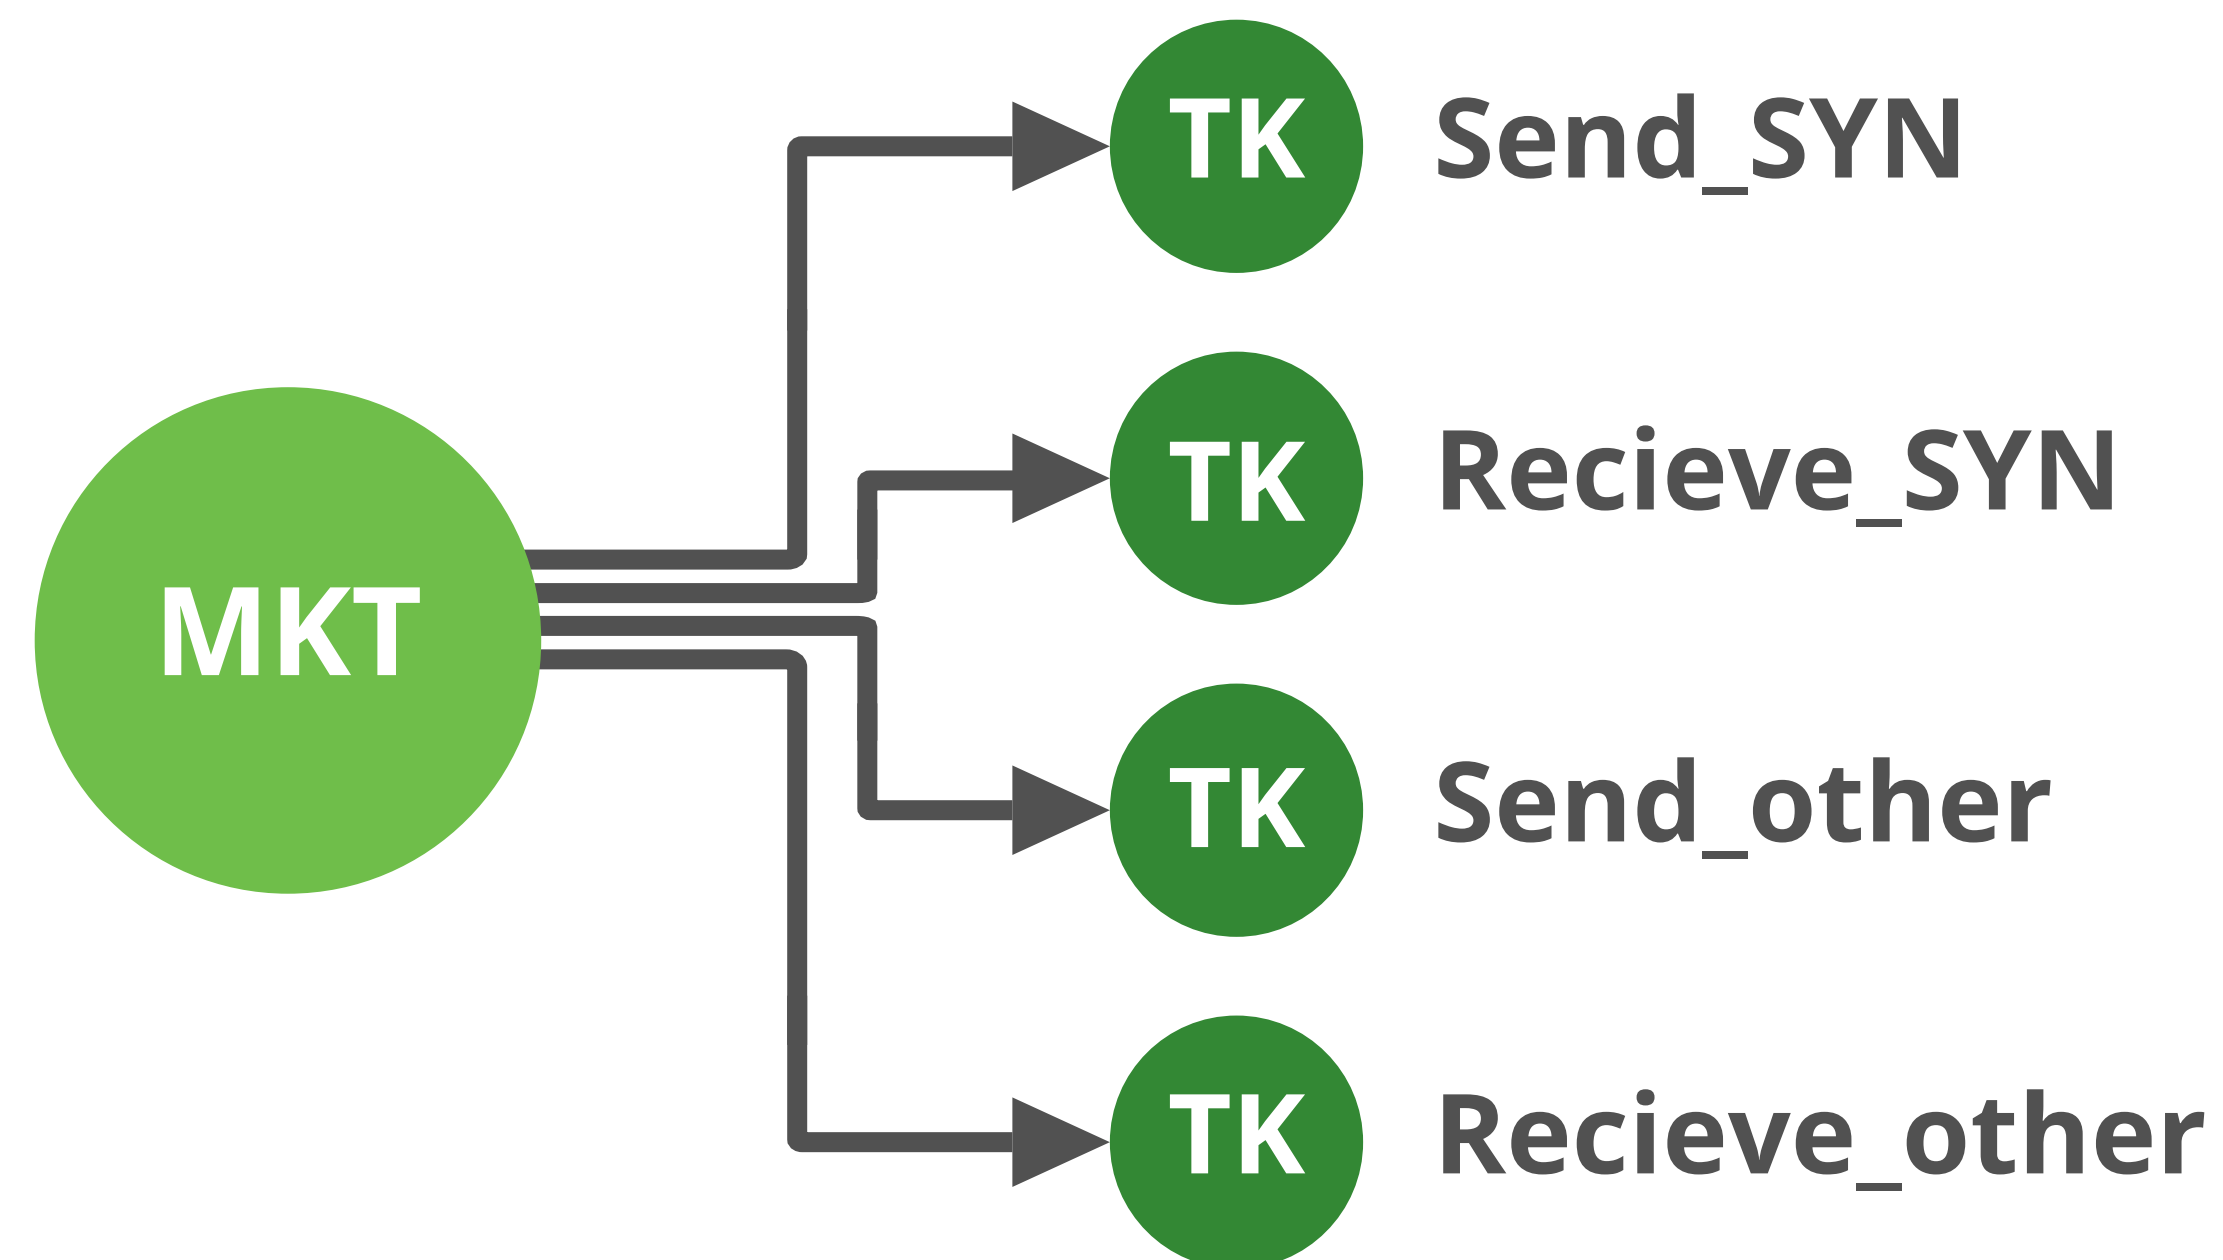 TK Send_SYN
TK Recieve_SYN
MKT
TK Send_other
TK Recieve_other